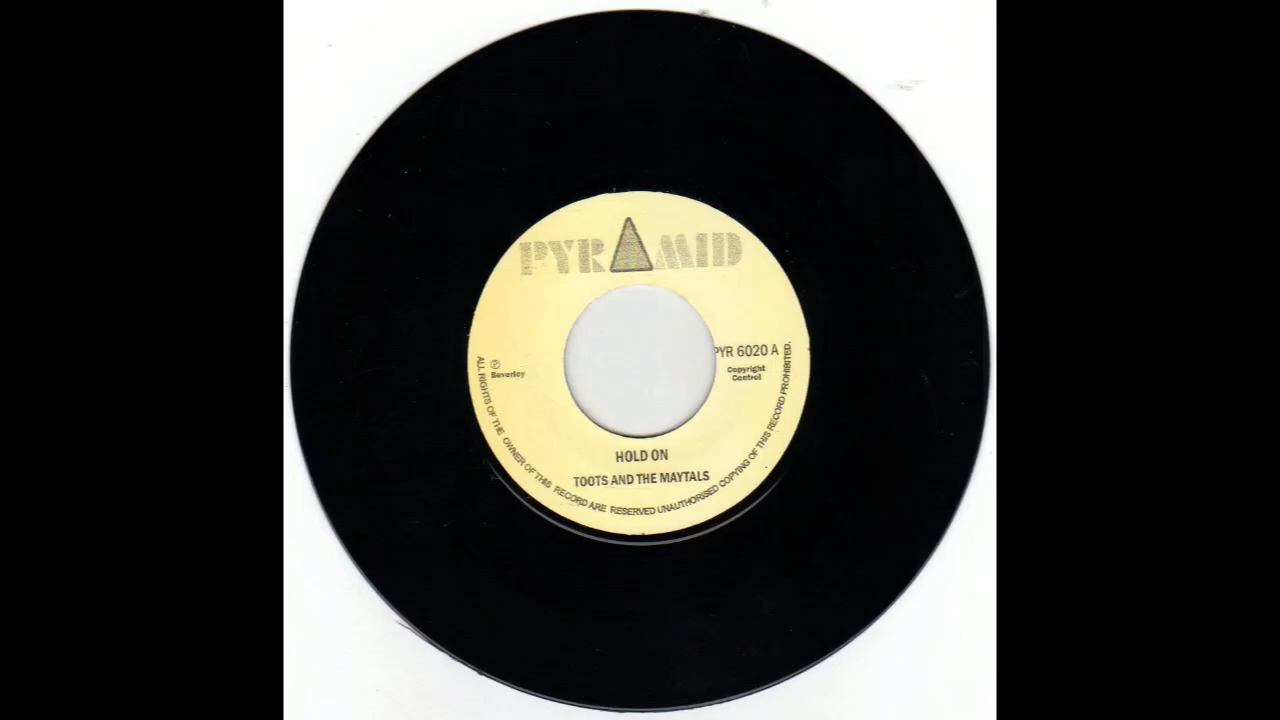 PYRAMID
PYR 6020 A
℗
Beverley
Copyright
Control
HOLD ON
TOOTS AND THE MAYTALS
ALL RIGHTS OF THE OWNER OF THIS RECORD ARE RESERVED UNAUTHORISED COPYING OF THIS RECORD PROHIBITED.